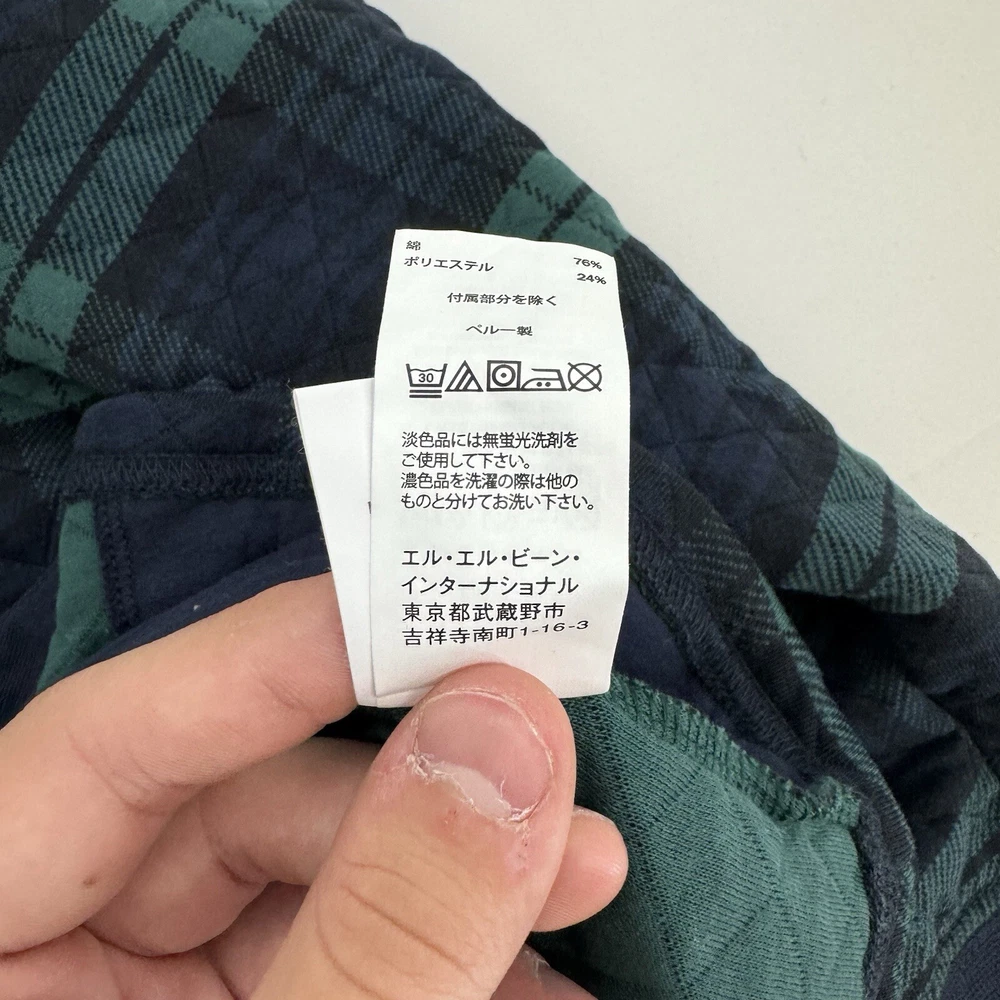 綿 76%
ポリエステル 24%
付属部分を除く
ペルー製
30
淡色品には無蛍光洗剤を
ご使用して下さい。
濃色品を洗濯の際は他の
ものと分けてお洗い下さい。
エル・エル・ビーン・
インターナショナル
東京都武蔵野市
吉祥寺南町1-16-3